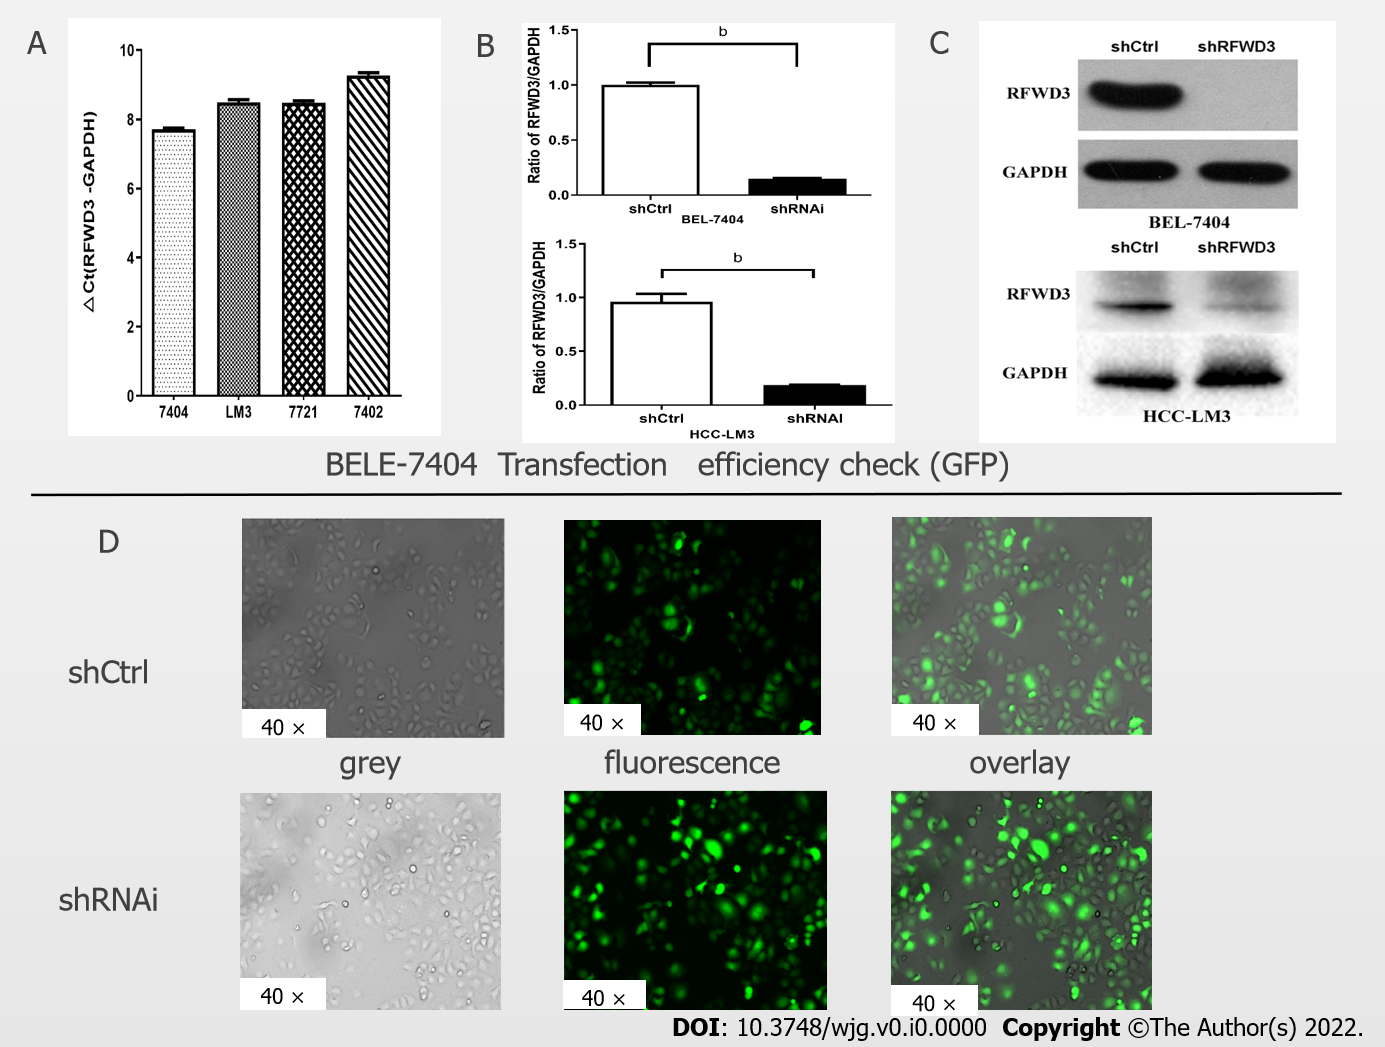 A
10
8
6
4
2
0
△ Ct(RFWD3 -GAPDH)
7404 LM3 7721 7402
B
1.5
1.0
0.5
0.0
Ratio of RFWD3/GAPDH
b
shCtrl shRNAi
BEL-7404
1.5
1.0
0.5
0.0
Ratio of RFWD3/GAPDH
b
shCtrl shRNAI
HCC-LM3
C
shCtrl shRFWD3
RFWD3
GAPDH
BEL-7404
shCtrl shRFWD3
RFWD3
GAPDH
HCC-LM3
BELE-7404 Transfection efficiency check (GFP)
D
shCtrl
40 × 40 × 40 ×
grey fluorescence overlay
shRNAi
40 × 40 × 40 ×
DOI: 10.3748/wjg.v0.i0.0000 Copyright ©The Author(s) 2022.